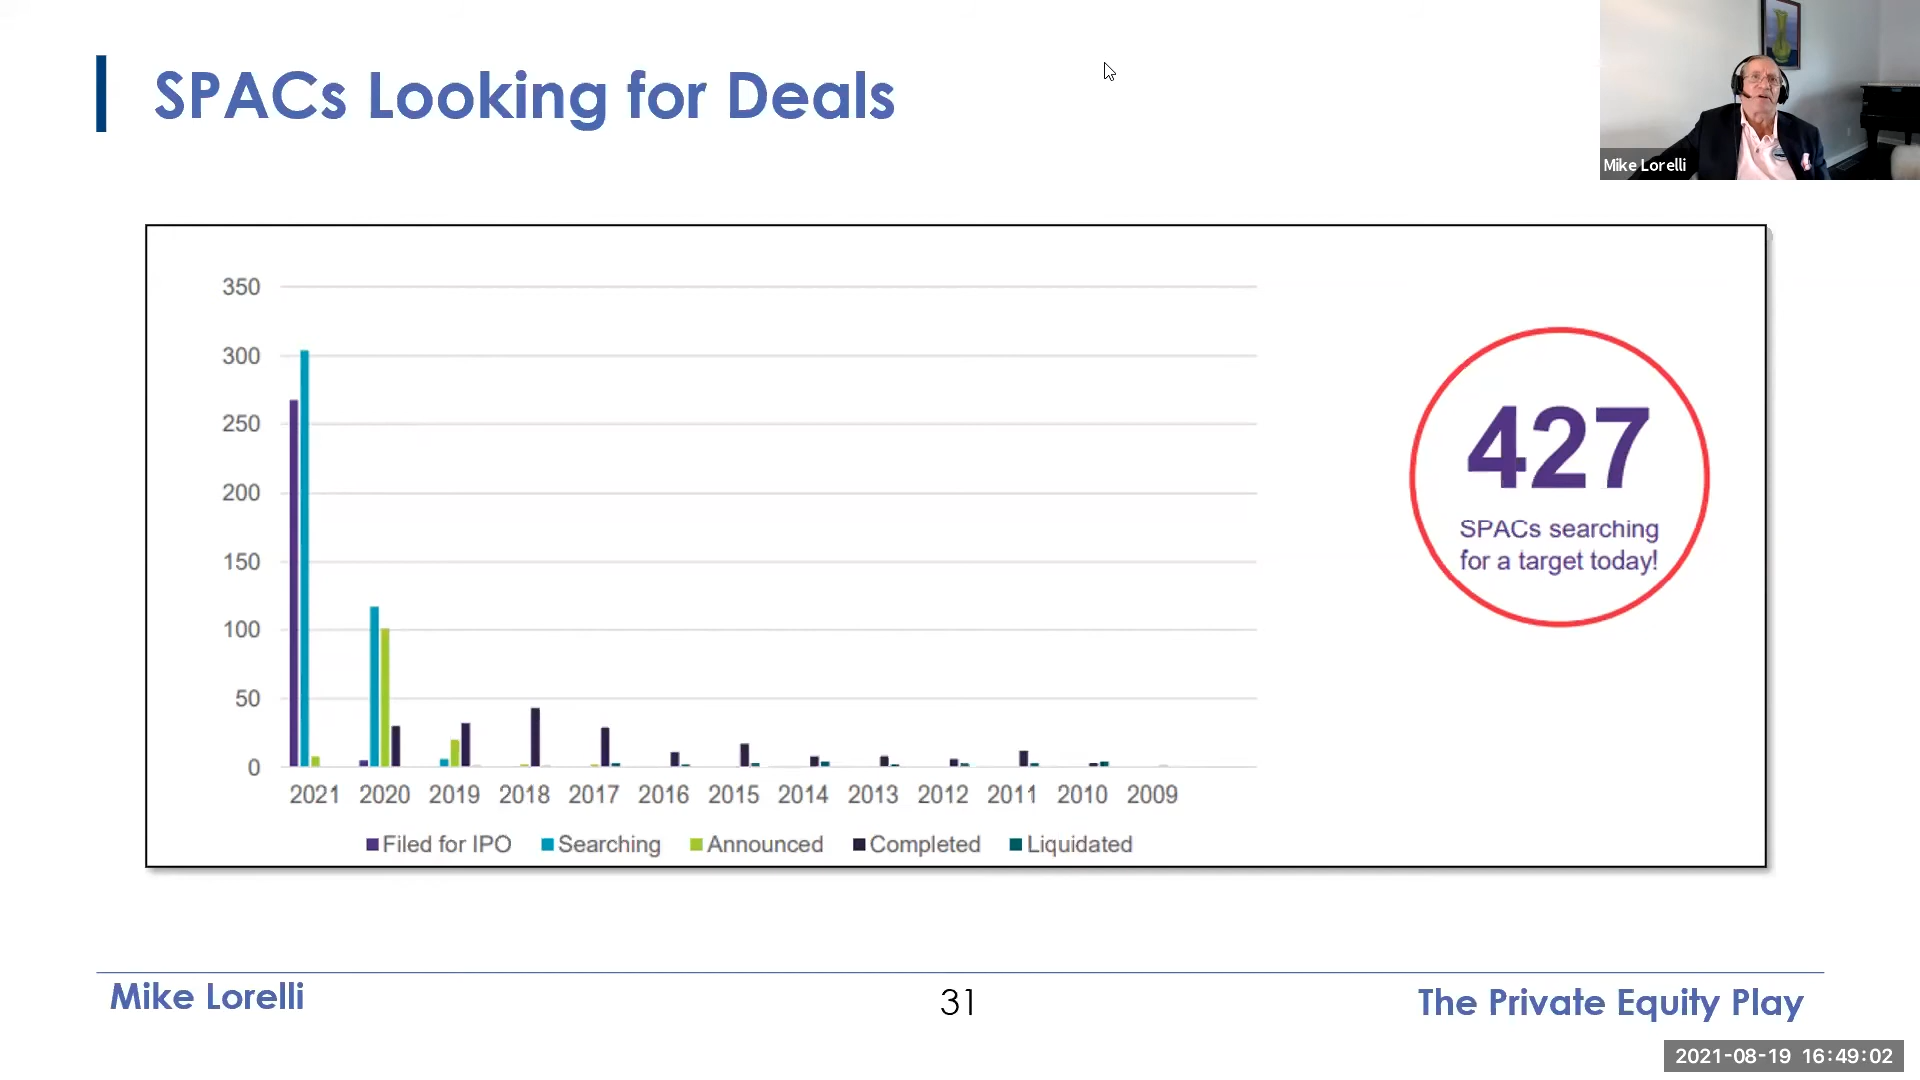 SPACs Looking for Deals
Mike Lorelli
350
300
250
200
150
100
50
0
2021 2020 2019 2018 2017 2016 2015 2014 2013 2012 2011 2010 2009
Filed for IPO Searching Announced Completed Liquidated
427
SPACs searching
for a target today!
Mike Lorelli
31
The Private Equity Play
2021-08-19 16:49:02